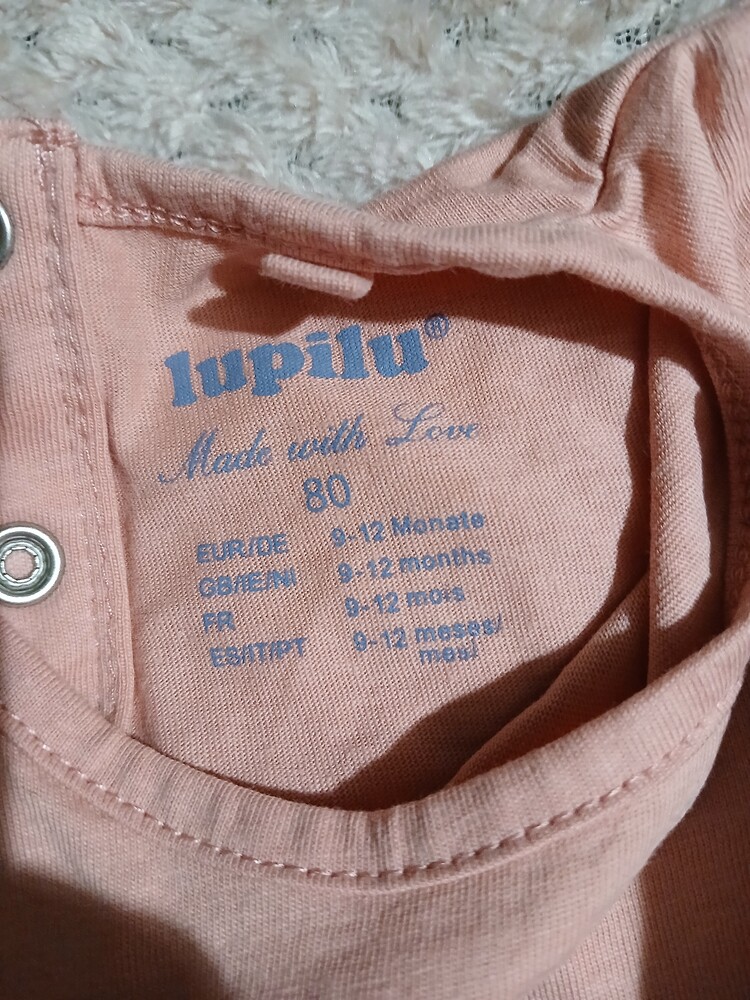 lupilu®
Made with Love
80
EUR/DE 9-12 Monate
GB/IE/NI 9-12 months
FR 9-12 mois
ES/IT/PT 9-12 meses/
mesi